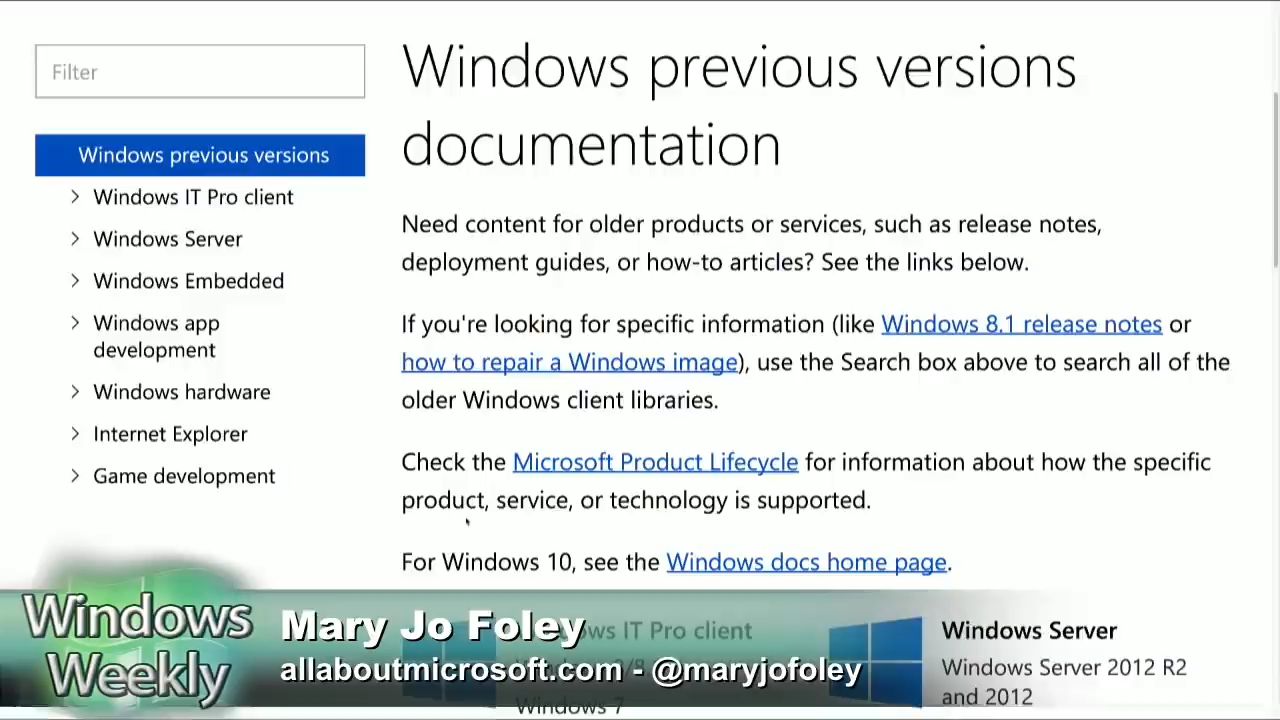 Filter
Windows previous versions
Windows IT Pro client
Windows Server
Windows Embedded
Windows app
development
Windows hardware
Internet Explorer
Game development
Windows previous versions
documentation
Need content for older products or services, such as release notes,
deployment guides, or how-to articles? See the links below.
If you're looking for specific information (like Windows 8.1 release notes or
how to repair a Windows image), use the Search box above to search all of the
older Windows client libraries.
Check the Microsoft Product Lifecycle for information about how the specific
product, service, or technology is supported.
For Windows 10, see the Windows docs home page.
IT Pro client
Windows 7
Windows Server
Windows Server 2012 R2
and 2012
Windows
Weekly
Mary Jo Foley
allaboutmicrosoft.com - @maryjofoley